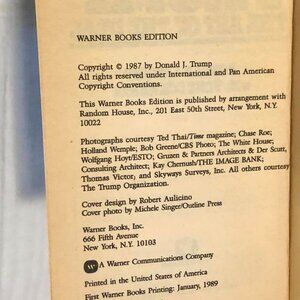 WARNER BOOKS EDITION
Copyright © 1987 by Donald J. Trump
All rights reserved under International and Pan American
Copyright Conventions.
This Warner Books Edition is published by arrangement with
Random House, Inc., 201 East 50th Street, New York, N.Y.
10022
Photographs courtesy Ted Thai/Time magazine; Chase Roe;
Holland Wemple; Bob Greene/CBS Photo; The White House;
Wolfgang Hoyt/ESTO; Gruzen & Partners Architects & Der Scutt,
Consulting Architect; Kay Chernush/THE IMAGE BANK;
Thomas Victor; and Skyways Surveys, Inc. All others courtesy
The Trump Organization.
Cover design by Robert Aulicino
Cover photo by Michele Singer/Outline Press
Warner Books, Inc.
666 Fifth Avenue
New York, N.Y. 10103
W A Warner Communications Company
Printed in the United States of America
First Warner Books Printing: January, 1989